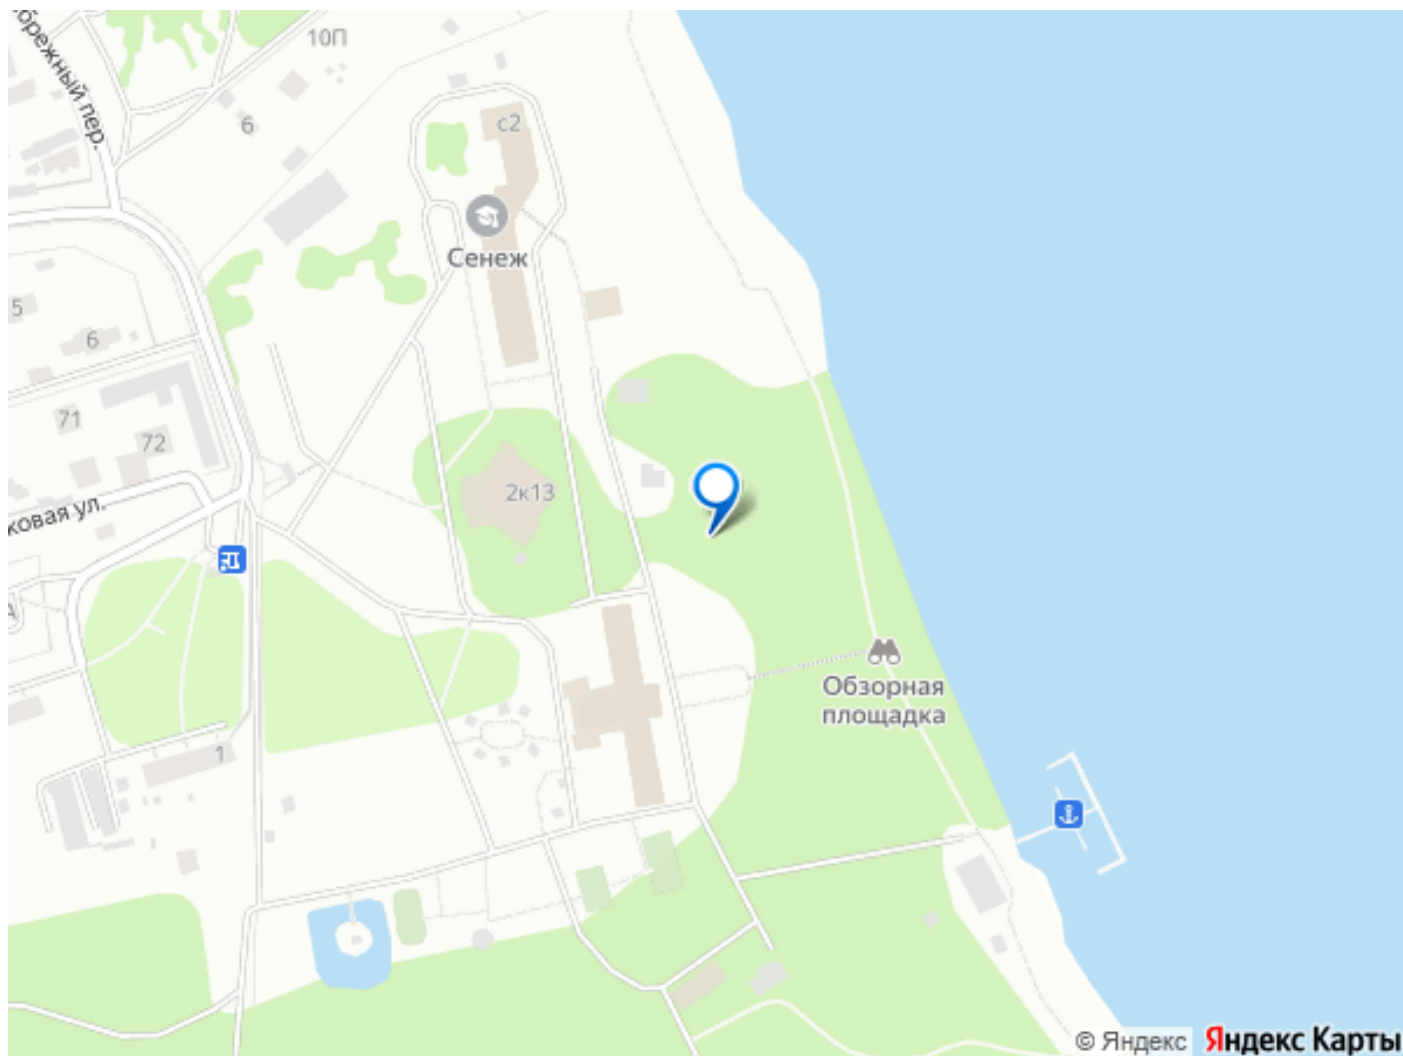 10П
бережный пер.
с2
6
Сенеж
5
6
71
72
2к13
ковая ул.
Обзорная
площадка
1
© Яндекс Яндекс Карты